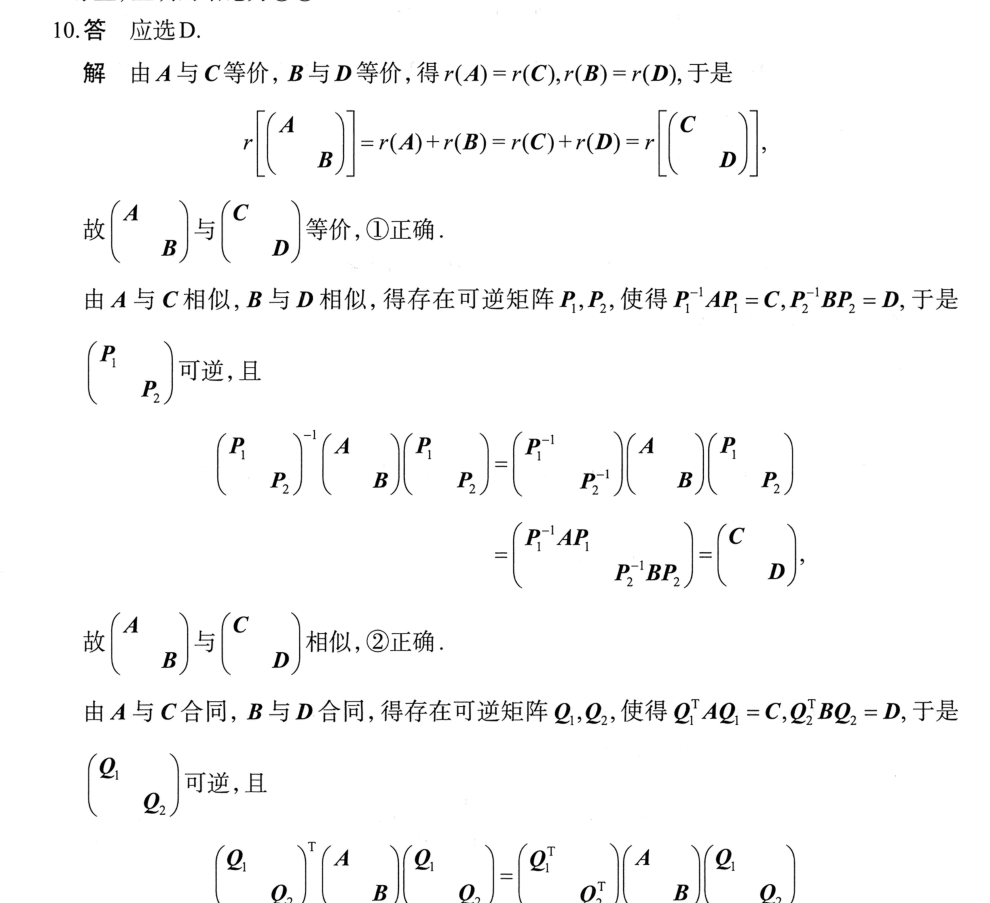 10.答 应选D.
解 由A与C等价, B与D等价,得r(A)=r(C),r(B)=r(D),于是
r[(A B)]=r(A)+r(B)=r(C)+r(D)=r[(C D)],
故(A B)与(C D)等价,①正确.
由A与C相似, B与D相似, 得存在可逆矩阵P₁,P₂, 使得P₁⁻¹AP₁=C,P₂⁻¹BP₂=D, 于是
(P₁ P₂)可逆, 且
(P₁ P₂)⁻¹(A B)(P₁ P₂)=(P₁⁻¹ P₂⁻¹)(A B)(P₁ P₂)
=(P₁⁻¹AP₁ P₂⁻¹BP₂)=(C D),
故(A B)与(C D)相似,②正确.
由A与C合同, B与D合同, 得存在可逆矩阵Q₁,Q₂, 使得Q₁ᵀAQ₁=C,Q₂ᵀBQ₂=D, 于是
(Q₁ Q₂)可逆, 且
(Q₁ Q₂)ᵀ(A B)(Q₁ Q₂)=(Q₁ᵀ Q₂ᵀ)(A B)(Q₁ Q₂)